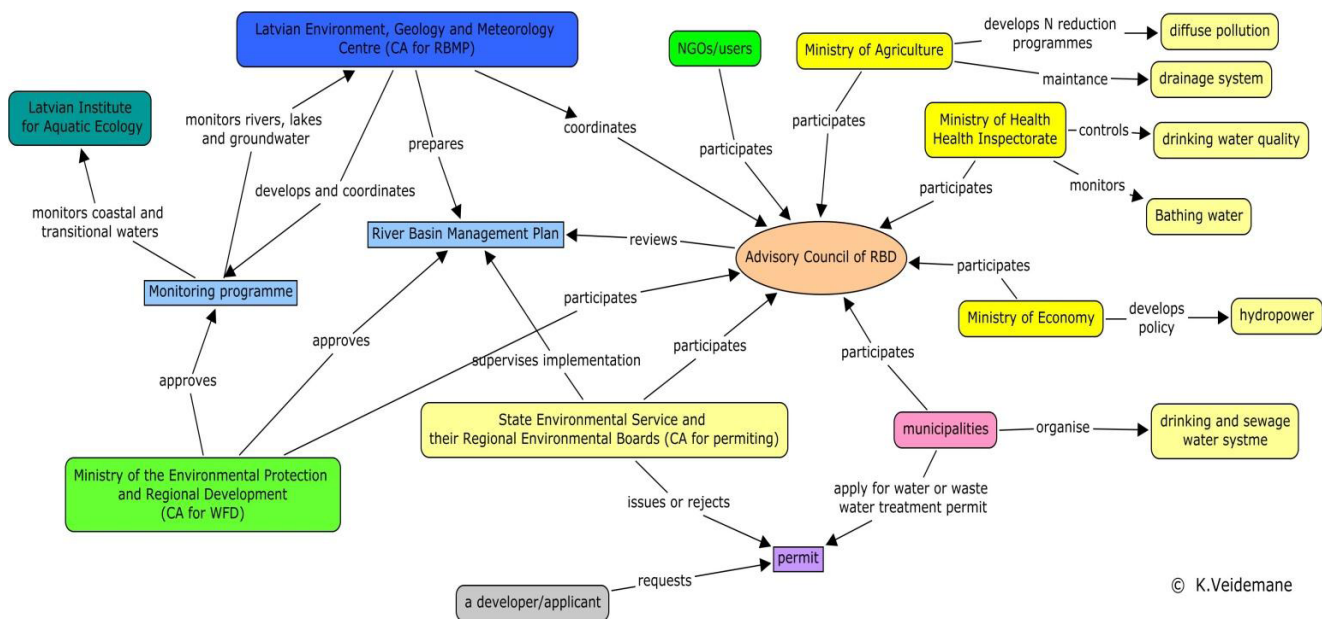 Latvian Environment, Geology and Meteorology
Centre (CA for RBMP)
NGOs/users
Ministry of Agriculture
develops N reduction
programmes
diffuse pollution
maintance
drainage system
Latvian Institute
for Aquatic Ecology
monitors rivers, lakes
and groundwater
coordinates
participates
Ministry of Health
Health Inspectorate
controls
drinking water quality
prepares
participates
participates
monitors
develops and coordinates
Bathing water
monitors coastal and
transitional waters
River Basin Management Plan
reviews
Advisory Council of RBD
participates
Monitoring programme
participates
Ministry of Economy
develops
policy
hydropower
approves
participates
participates
supervises implementation
approves
State Environmental Service and
their Regional Environmental Boards (CA for permiting)
municipalities
organise
drinking and sewage
water systme
Ministry of the Environmental Protection
and Regional Development
(CA for WFD)
issues or rejects
apply for water or waste
water treatment permit
permit
requests
a developer/applicant
© K.Veidemane